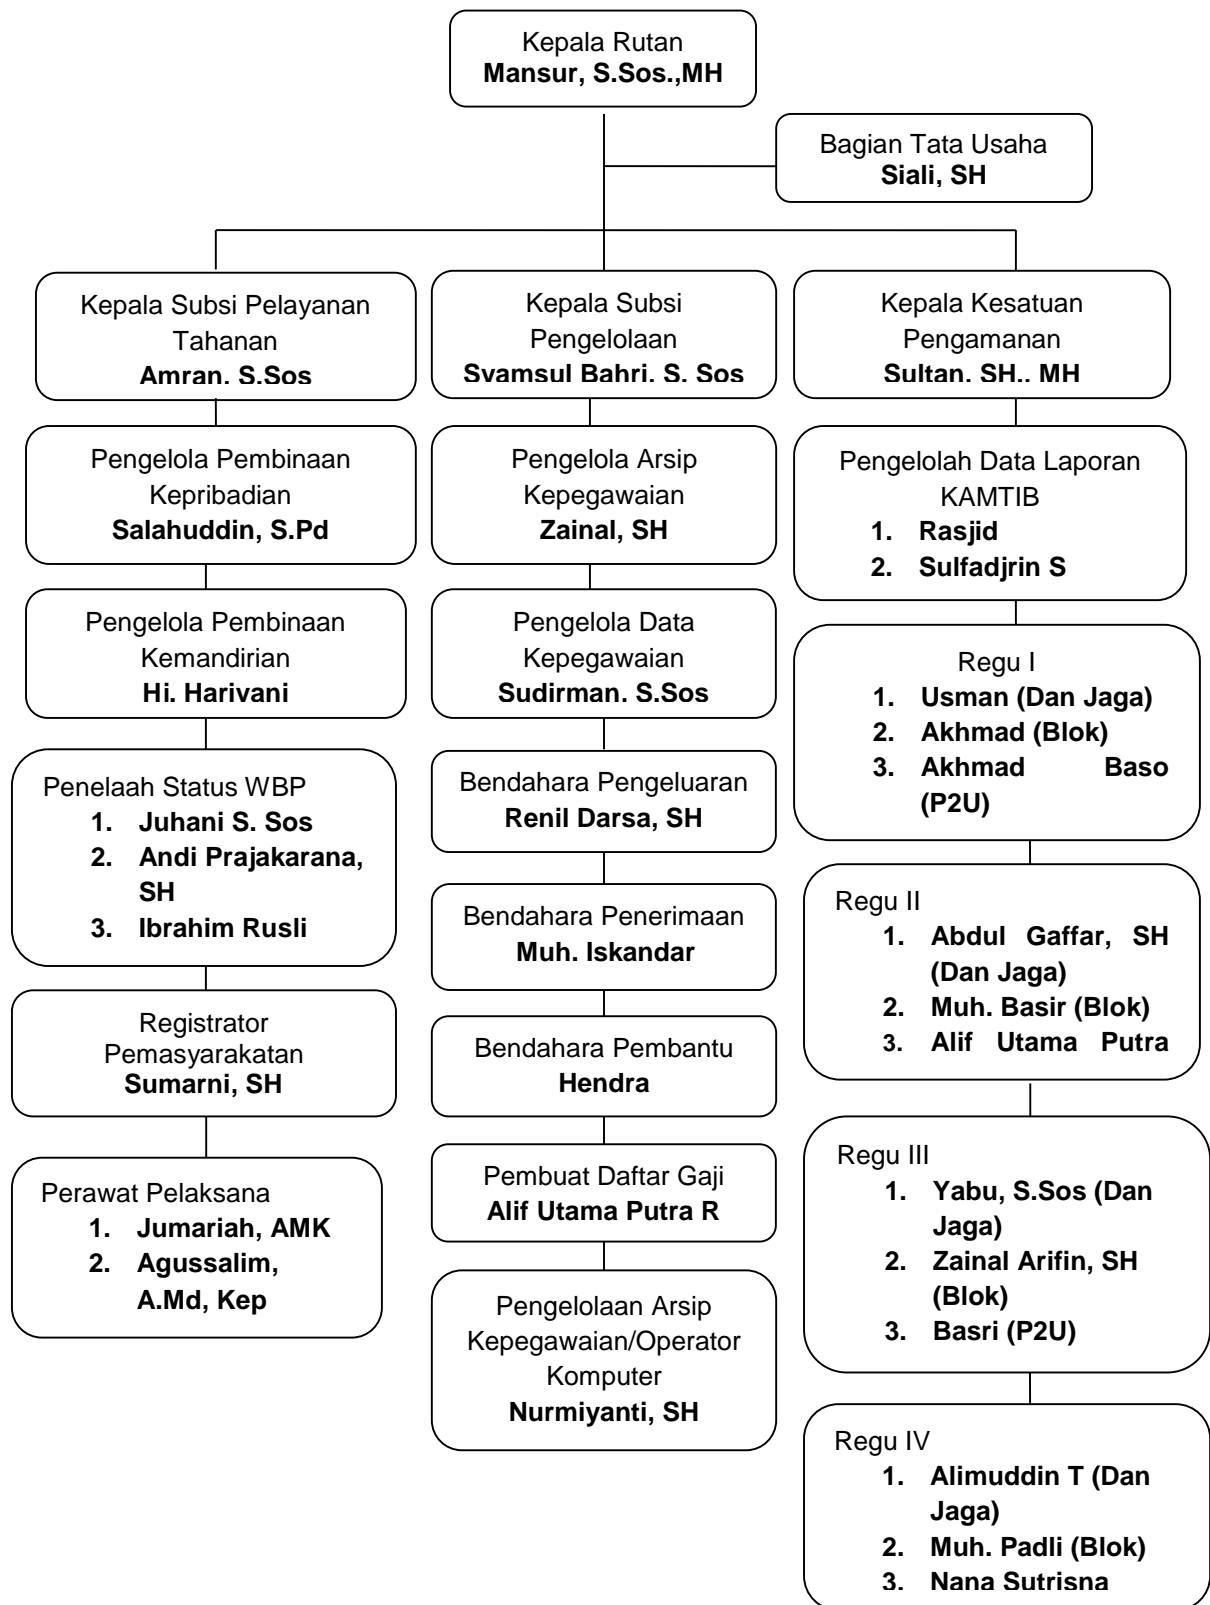 Kepala Rutan
Mansur, S.Sos.,MH
Bagian Tata Usaha
Siali, SH
Kepala Subsi Pelayanan
Tahanan
Amran. S.Sos
Kepala Subsi
Pengelolaan
Syamsul Bahri. S. Sos
Kepala Kesatuan
Pengamanan
Sultan. SH.. MH
Pengelola Pembinaan
Kepribadian
Salahuddin, S.Pd
Pengelola Arsip
Kepegawaian
Zainal, SH
Pengelolah Data Laporan
KAMTIB
1. Rasjid
2. Sulfadjrin S
Pengelola Pembinaan
Kemandirian
Hj. Hariyani
Pengelola Data
Kepegawaian
Sudirman. S.Sos
Regu I
1. Usman (Dan Jaga)
2. Akhmad (Blok)
3. Akhmad Baso
(P2U)
Penelaah Status WBP
1. Juhani S. Sos
2. Andi Prajakarana,
SH
3. Ibrahim Rusli
Bendahara Pengeluaran
Renil Darsa, SH
Bendahara Penerimaan
Muh. Iskandar
Regu II
1. Abdul Gaffar, SH
(Dan Jaga)
2. Muh. Basir (Blok)
3. Alif Utama Putra
Registrator
Pemasyarakatan
Sumarni, SH
Bendahara Pembantu
Hendra
Perawat Pelaksana
1. Jumariah, AMK
2. Agussalim,
A.Md, Kep
Pembuat Daftar Gaji
Alif Utama Putra R
Regu III
1. Yabu, S.Sos (Dan
Jaga)
2. Zainal Arifin, SH
(Blok)
3. Basri (P2U)
Pengelolaan Arsip
Kepegawaian/Operator
Komputer
Nurmiyanti, SH
Regu IV
1. Alimuddin T (Dan
Jaga)
2. Muh. Padli (Blok)
3. Nana Sutrisna